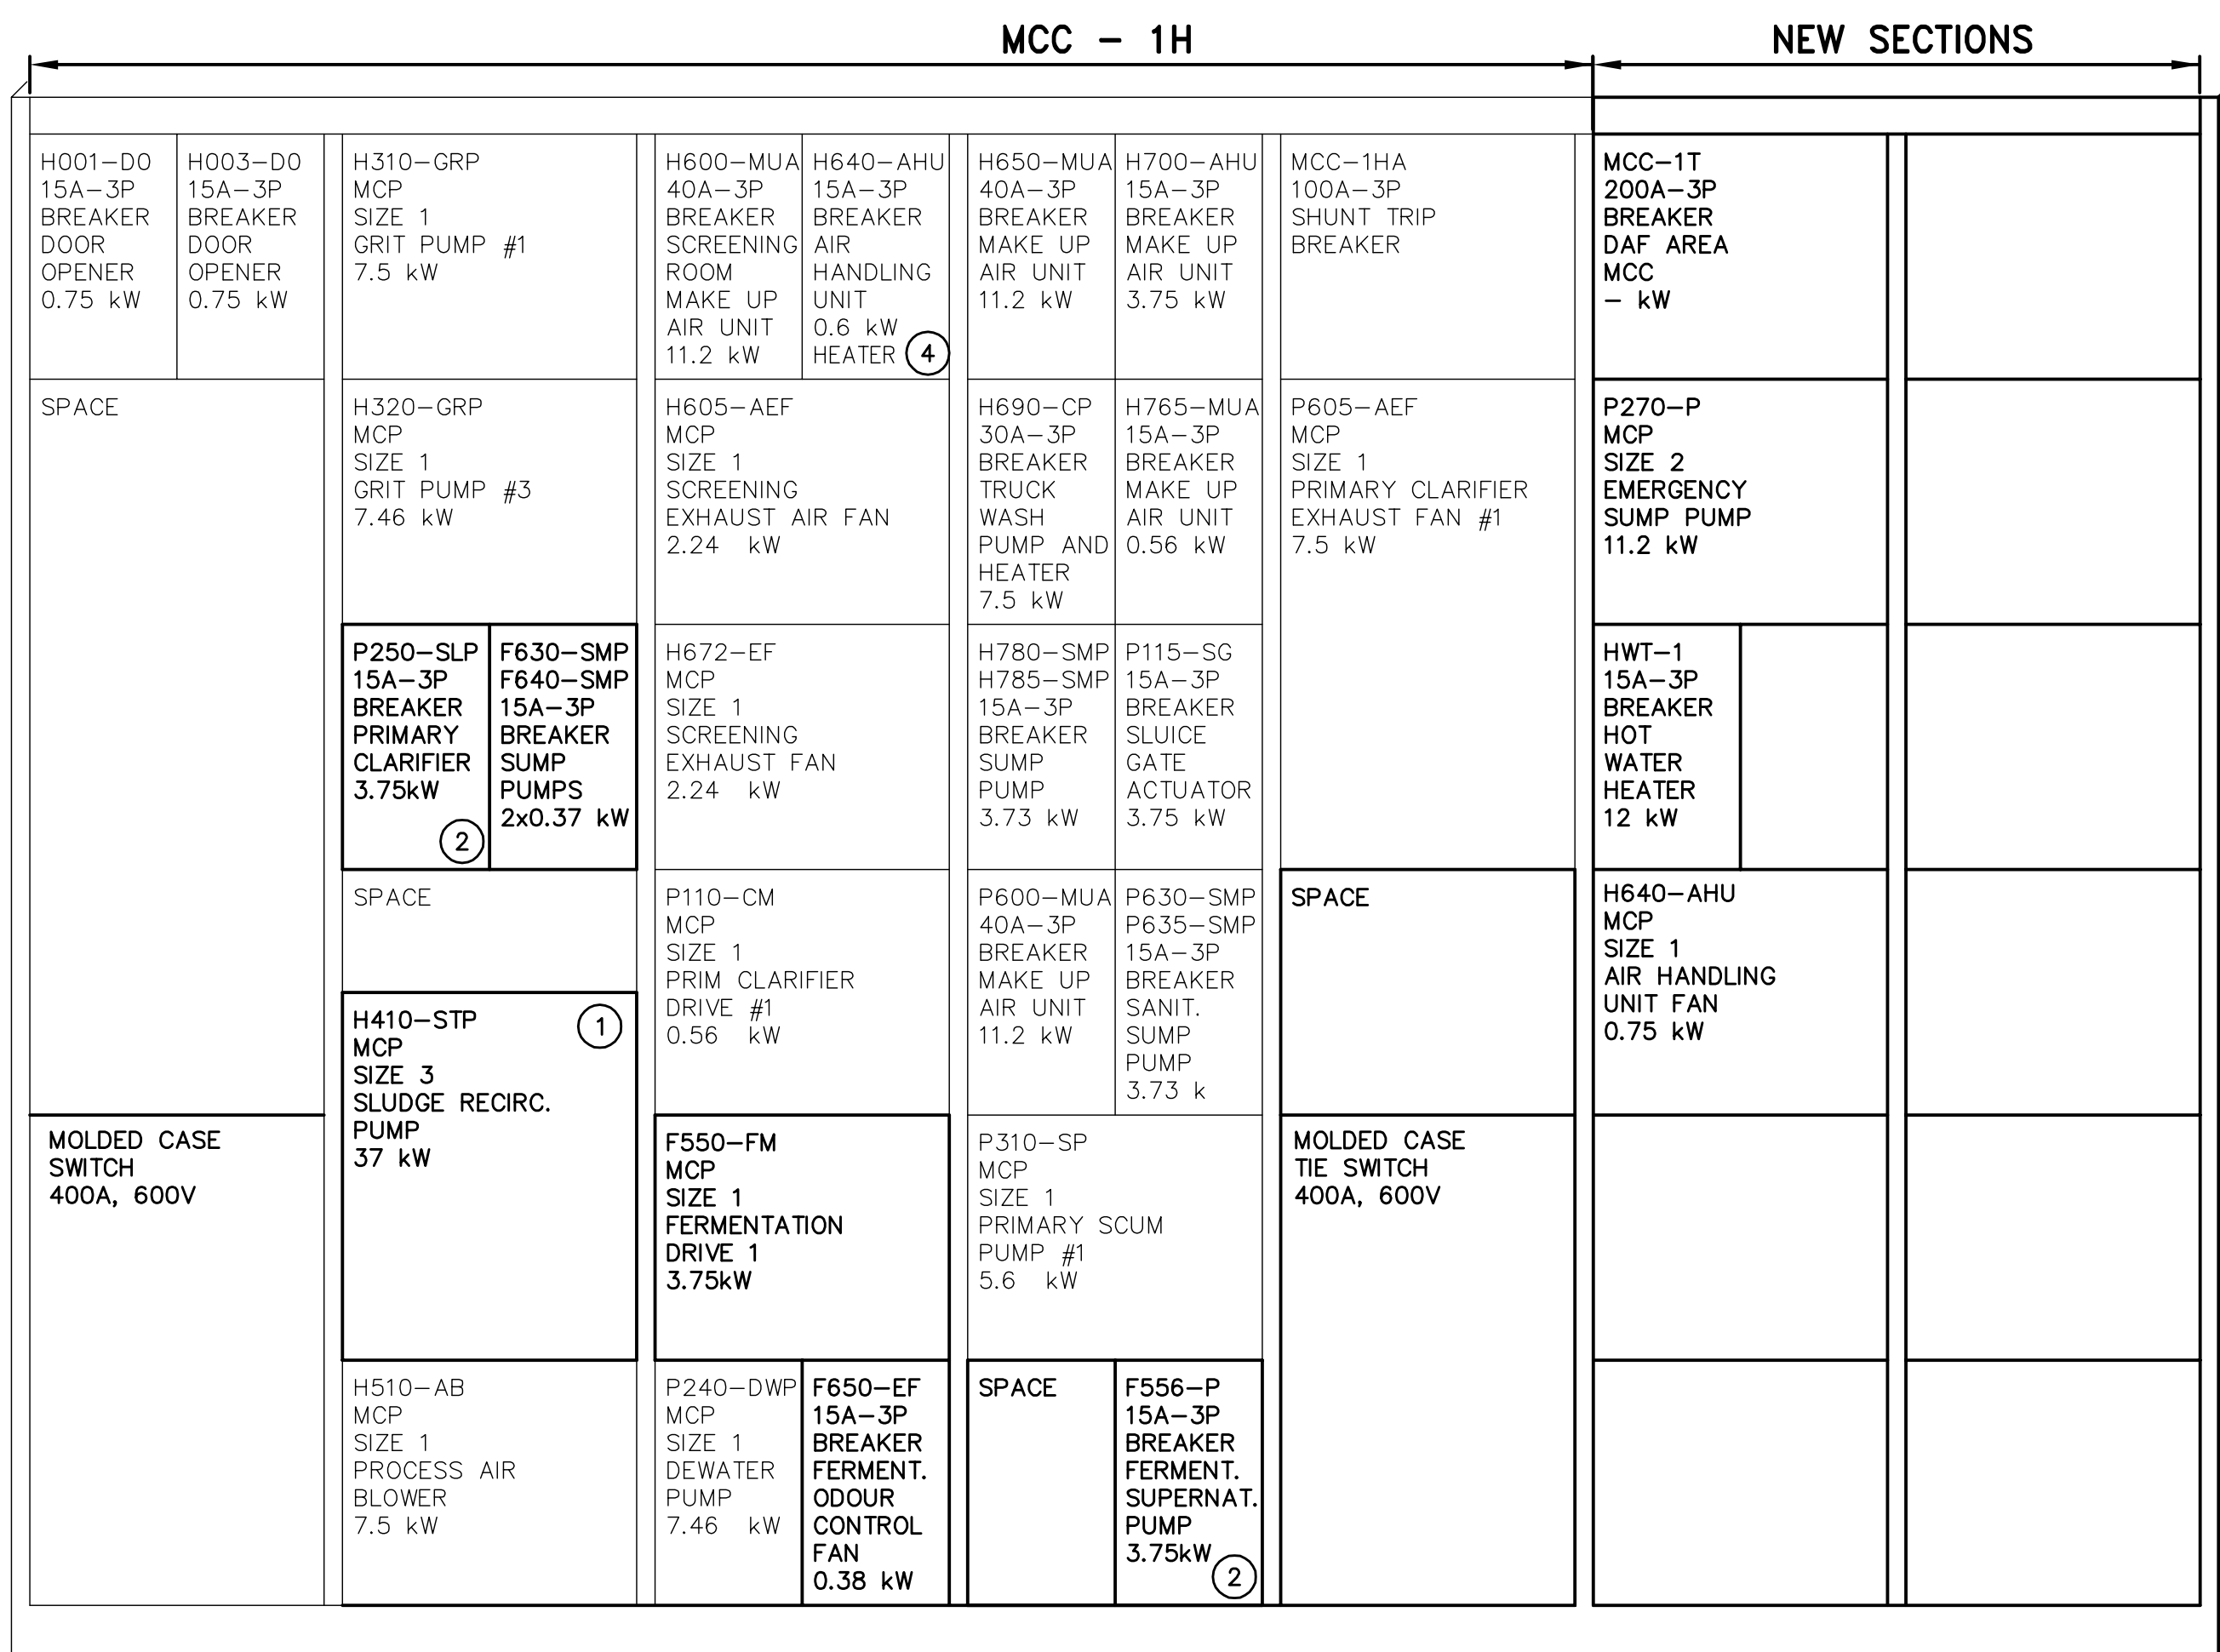 MCC - 1H
NEW SECTIONS
H001-DO
15A-3P
BREAKER
DOOR
OPENER
0.75 kW
H003-DO
15A-3P
BREAKER
DOOR
OPENER
0.75 kW
SPACE
MOLDED CASE
SWITCH
400A, 600V
H310-GRP
MCP
SIZE 1
GRIT PUMP #1
7.5 kW
H320-GRP
MCP
SIZE 1
GRIT PUMP #3
7.46 kW
P250-SLP
15A-3P
BREAKER
PRIMARY
CLARIFIER
3.75kW
2
F630-SMP
F640-SMP
15A-3P
BREAKER
SUMP
PUMPS
2x0.37 kW
SPACE
H410-STP
1
MCP
SIZE 3
SLUDGE RECIRC.
PUMP
37 kW
H510-AB
MCP
SIZE 1
PROCESS AIR
BLOWER
7.5 kW
H600-MUA
40A-3P
BREAKER
SCREENING
ROOM
MAKE UP
AIR UNIT
11.2 kW
H640-AHU
15A-3P
BREAKER
AIR
HANDLING
UNIT
0.6 kW
HEATER
4
H605-AEF
MCP
SIZE 1
SCREENING
EXHAUST AIR FAN
2.24 kW
H672-EF
MCP
SIZE 1
SCREENING
EXHAUST FAN
2.24 kW
P110-CM
MCP
SIZE 1
PRIM CLARIFIER
DRIVE #1
0.56 kW
F550-FM
MCP
SIZE 1
FERMENTATION
DRIVE 1
3.75kW
P240-DWP
MCP
SIZE 1
DEWATER
PUMP
7.46 kW
F650-EF
15A-3P
BREAKER
FERMENT.
ODOUR
CONTROL
FAN
0.38 kW
H650-MUA
40A-3P
BREAKER
MAKE UP
AIR UNIT
11.2 kW
H700-AHU
15A-3P
BREAKER
MAKE UP
AIR UNIT
3.75 kW
H690-CP
30A-3P
BREAKER
TRUCK
WASH
PUMP AND
HEATER
7.5 kW
H765-MUA
15A-3P
BREAKER
MAKE UP
AIR UNIT
0.56 kW
H780-SMP
H785-SMP
15A-3P
BREAKER
SUMP
PUMP
3.73 kW
P115-SG
15A-3P
BREAKER
SLUICE
GATE
ACTUATOR
3.75 kW
P600-MUA
40A-3P
BREAKER
MAKE UP
AIR UNIT
11.2 kW
P630-SMP
P635-SMP
15A-3P
BREAKER
SANIT.
SUMP
PUMP
3.73 k
P310-SP
MCP
SIZE 1
PRIMARY SCUM
PUMP #1
5.6 kW
SPACE
F556-P
15A-3P
BREAKER
FERMENT.
SUPERNAT.
PUMP
3.75kW
2
MCC-1HA
100A-3P
SHUNT TRIP
BREAKER
P605-AEF
MCP
SIZE 1
PRIMARY CLARIFIER
EXHAUST FAN #1
7.5 kW
SPACE
MOLDED CASE
TIE SWITCH
400A, 600V
MCC-1T
200A-3P
BREAKER
DAF AREA
MCC
- kW
P270-P
MCP
SIZE 2
EMERGENCY
SUMP PUMP
11.2 kW
HWT-1
15A-3P
BREAKER
HOT
WATER
HEATER
12 kW
H640-AHU
MCP
SIZE 1
AIR HANDLING
UNIT FAN
0.75 kW